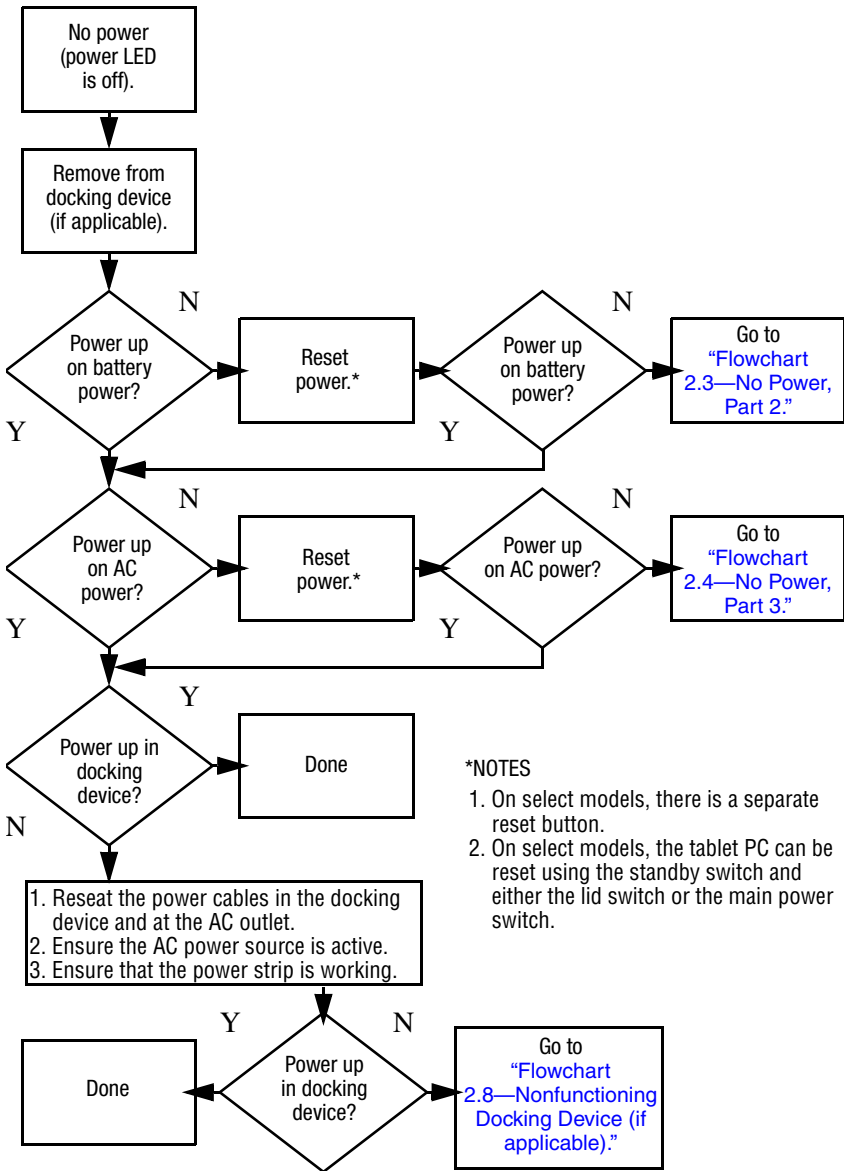 No power
(power LED
is off).
Remove from
docking device
(if applicable).
N
Power up
on battery
power?
Y
Reset
power.*
N
Power up
on battery
power?
Y
Go to
“Flowchart
2.3—No Power,
Part 2.”
N
Power up
on AC
power?
Y
Reset
power.*
N
Power up
on AC power?
Y
Go to
“Flowchart
2.4—No Power,
Part 3.”
Y
Power up in
docking
device?
N
Done
*NOTES
1. On select models, there is a separate
reset button.
2. On select models, the tablet PC can be
reset using the standby switch and
either the lid switch or the main power
switch.
1. Reseat the power cables in the docking
device and at the AC outlet.
2. Ensure the AC power source is active.
3. Ensure that the power strip is working.
Y
N
Done
Power up
in docking
device?
Go to
“Flowchart
2.8—Nonfunctioning
Docking Device (if
applicable).”